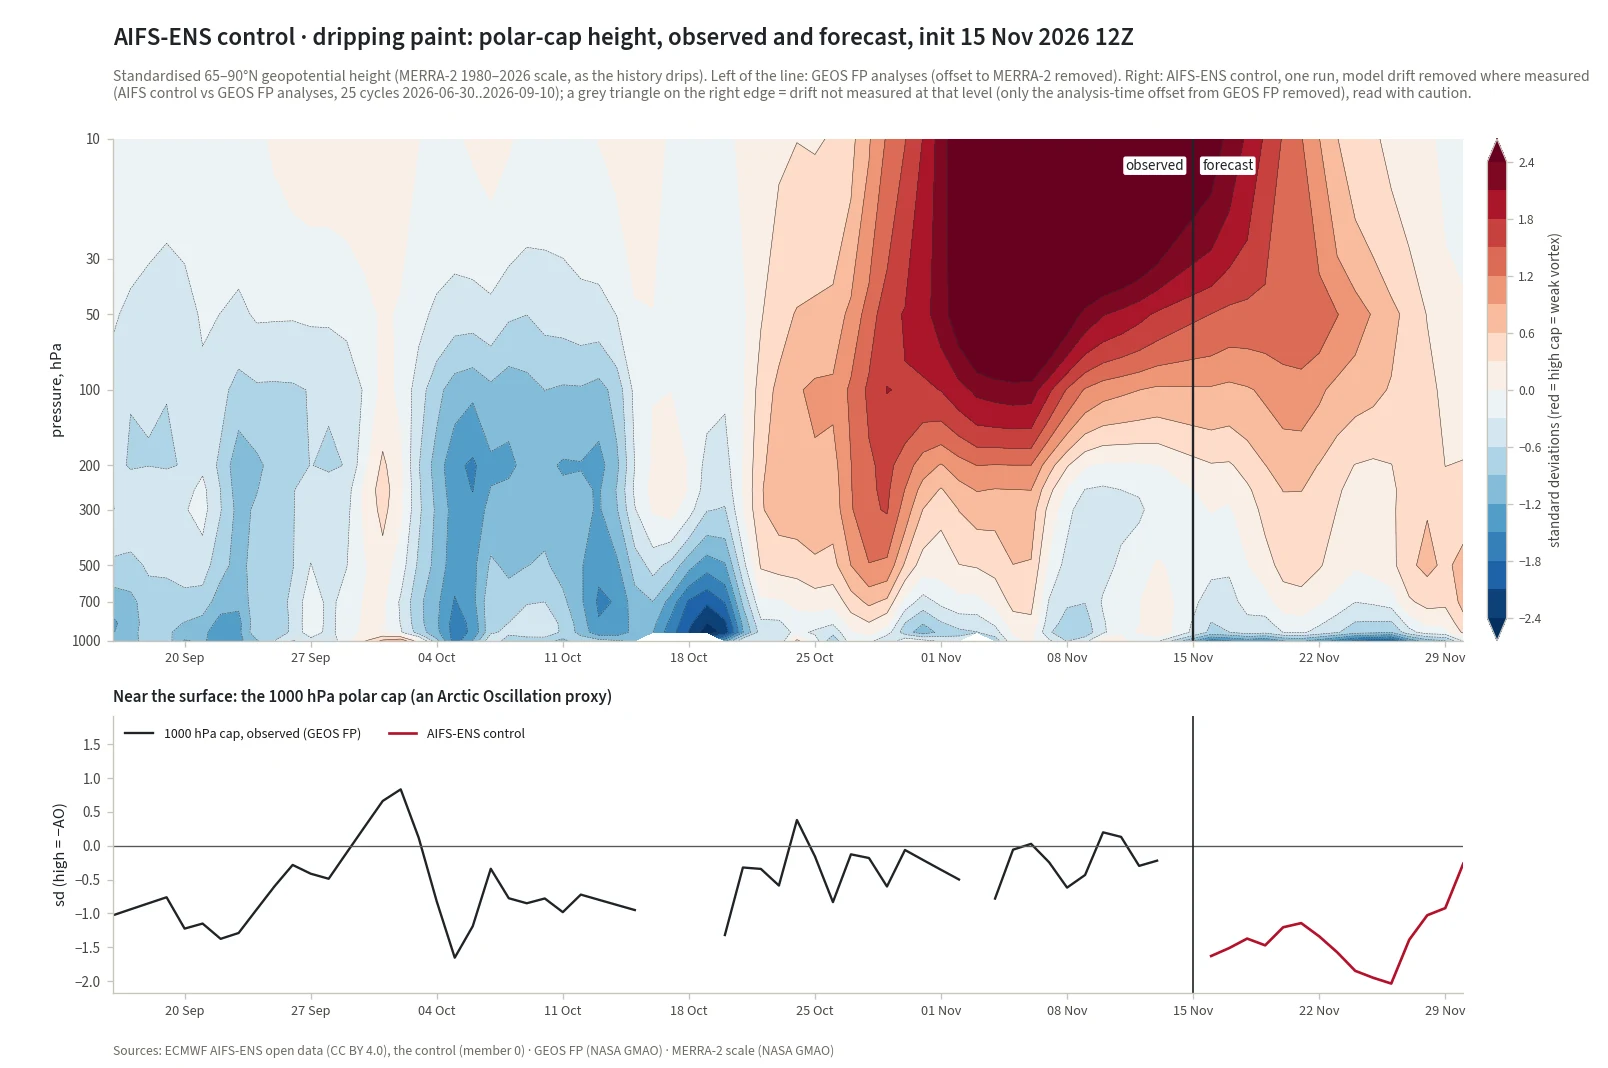 AIFS-ENS control · dripping paint: polar-cap height, observed and forecast, init 15 Nov 2026 12Z
Standardised 65–90°N geopotential height (MERRA-2 1980–2026 scale, as the history drips). Left of the line: GEOS FP analyses (offset to MERRA-2 removed). Right: AIFS-ENS control, one run, model drift removed where measured
(AIFS control vs GEOS FP analyses, 25 cycles 2026-06-30..2026-09-10); a grey triangle on the right edge = drift not measured at that level (only the analysis-time offset from GEOS FP removed), read with caution.
pressure, hPa
10
30
50
100
200
300
500
700
1000
observed
forecast
20 Sep
27 Sep
04 Oct
11 Oct
18 Oct
25 Oct
01 Nov
08 Nov
15 Nov
22 Nov
29 Nov
2.4
1.8
1.2
0.6
0.0
−0.6
−1.2
−1.8
−2.4
standard deviations (red = high cap = weak vortex)
Near the surface: the 1000 hPa polar cap (an Arctic Oscillation proxy)
1000 hPa cap, observed (GEOS FP)
AIFS-ENS control
sd (high = −AO)
1.5
1.0
0.5
0.0
−0.5
−1.0
−1.5
−2.0
20 Sep
27 Sep
04 Oct
11 Oct
18 Oct
25 Oct
01 Nov
08 Nov
15 Nov
22 Nov
29 Nov
Sources: ECMWF AIFS-ENS open data (CC BY 4.0), the control (member 0) · GEOS FP (NASA GMAO) · MERRA-2 scale (NASA GMAO)